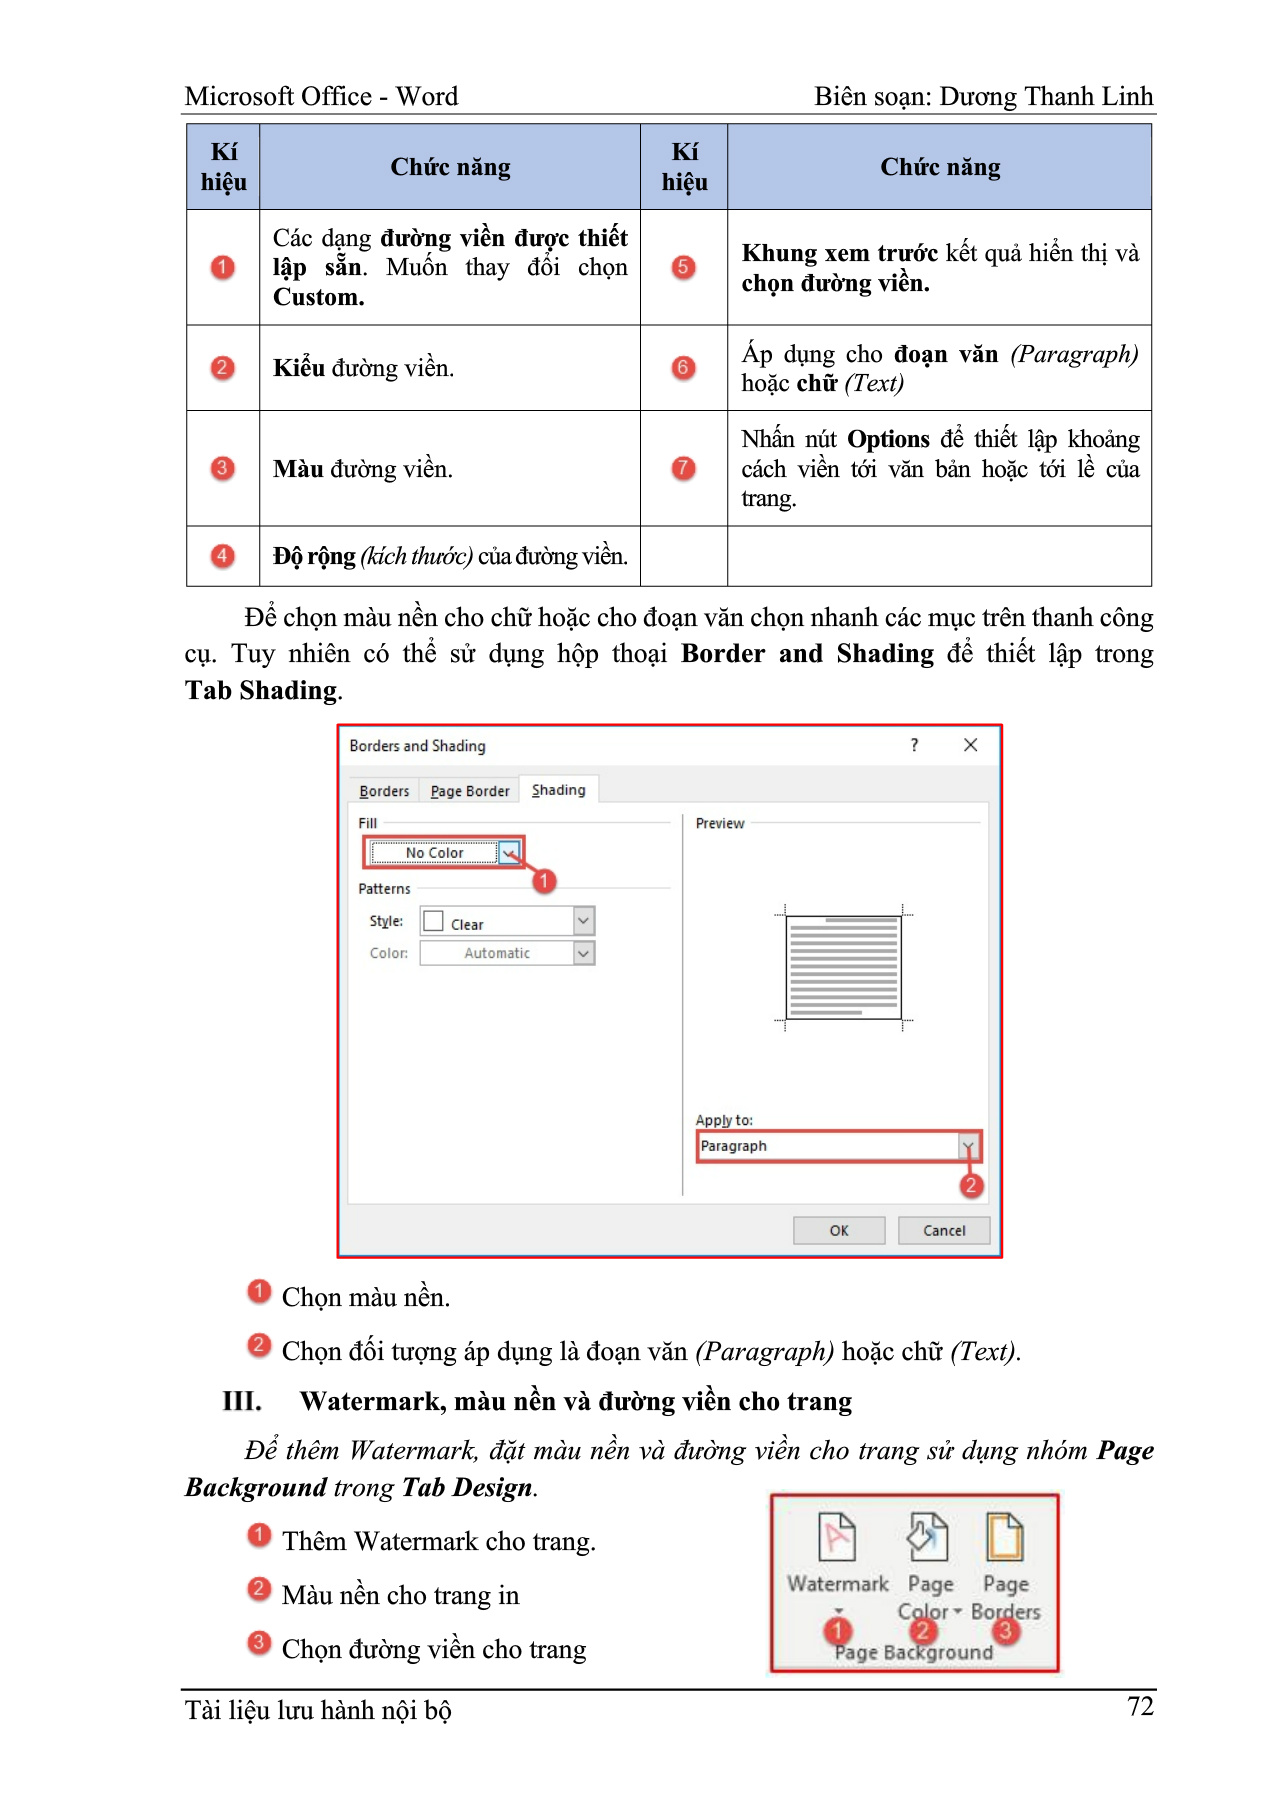 Microsoft Office - Word Biên soạn: Dương Thanh Linh
Kí hiệu Chức năng Kí hiệu Chức năng
1 Các dạng đường viền được thiết
lập sẵn. Muốn thay đổi chọn
Custom.
5 Khung xem trước kết quả hiển thị và
chọn đường viền.
2 Kiểu đường viền.
6 Áp dụng cho đoạn văn (Paragraph)
hoặc chữ (Text)
3 Màu đường viền.
7 Nhấn nút Options để thiết lập khoảng
cách viền tới văn bản hoặc tới lề của
trang.
4 Độ rộng (kích thước) của đường viền.
Để chọn màu nền cho chữ hoặc cho đoạn văn chọn nhanh các mục trên thanh công
cụ. Tuy nhiên có thể sử dụng hộp thoại Border and Shading để thiết lập trong
Tab Shading.
Borders and Shading ? X
Borders Page Border Shading
Fill
No Color
1
Patterns
Style: Clear
Color: Automatic
Preview
Apply to:
Paragraph
2
OK Cancel
1 Chọn màu nền.
2 Chọn đối tượng áp dụng là đoạn văn (Paragraph) hoặc chữ (Text).
III. Watermark, màu nền và đường viền cho trang
Để thêm Watermark, đặt màu nền và đường viền cho trang sử dụng nhóm Page
Background trong Tab Design.
1 Thêm Watermark cho trang.
2 Màu nền cho trang in
3 Chọn đường viền cho trang
Watermark Page Page
Color Borders
1 2 3
Page Background
Tài liệu lưu hành nội bộ 72